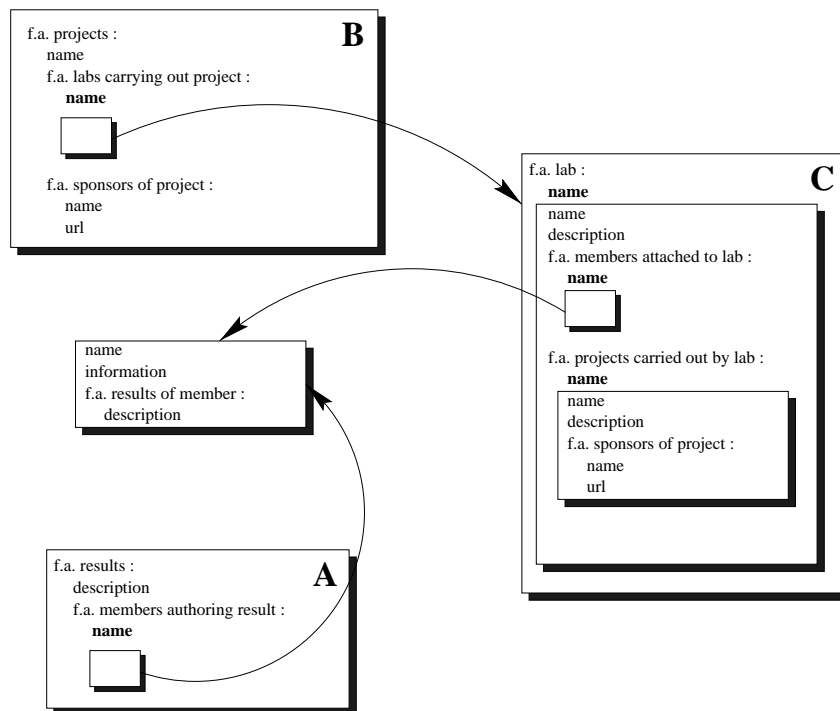 B
f.a. projects :
name
f.a. labs carrying out project :
name
f.a. sponsors of project :
name
url
C
f.a. lab :
name
name
description
f.a. members attached to lab :
name
f.a. projects carried out by lab :
name
name
description
f.a. sponsors of project :
name
url
name
information
f.a. results of member :
description
A
f.a. results :
description
f.a. members authoring result :
name